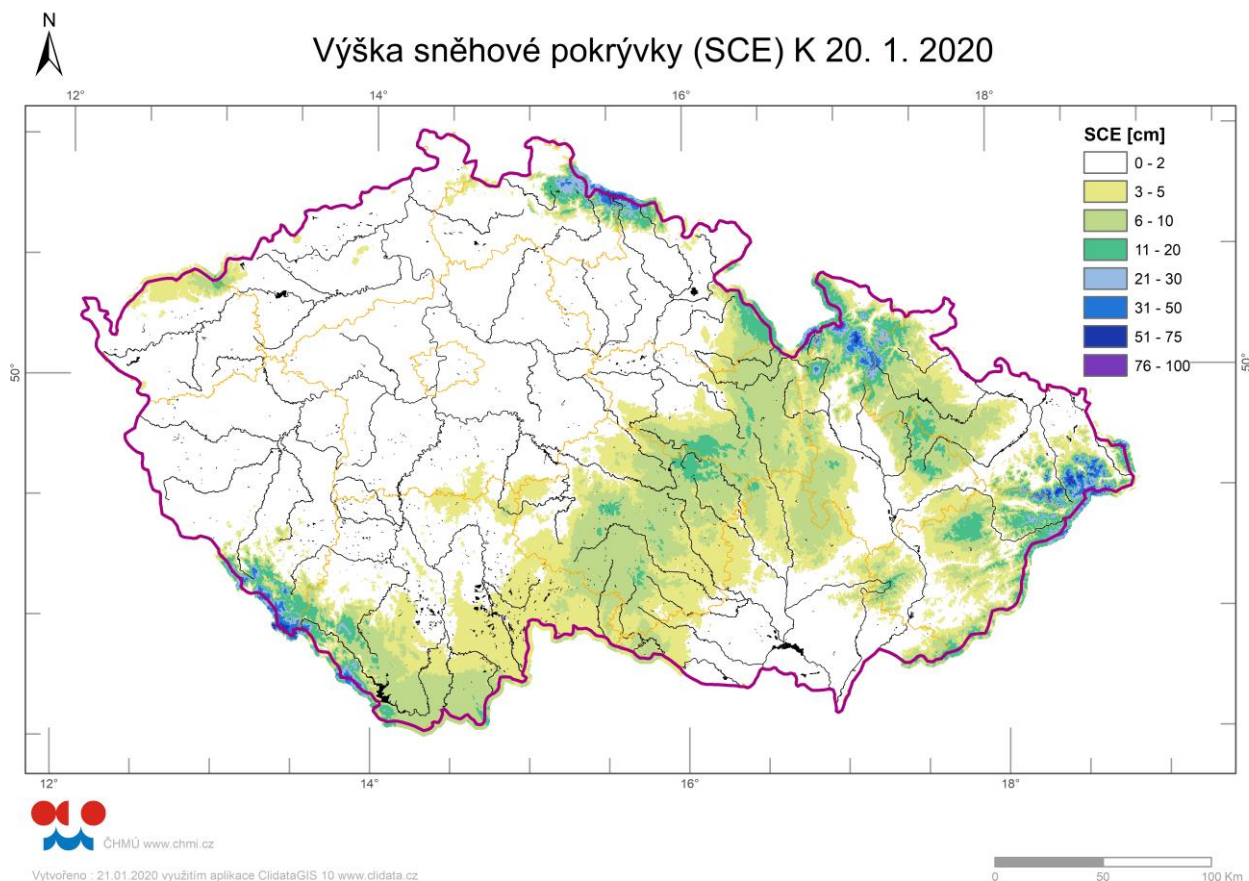 N
Výška sněhové pokrývky (SCE) K 20. 1. 2020
12° 14° 16° 18°
SCE [cm]
0 - 2
3 - 5
6 - 10
11 - 20
21 - 30
31 - 50
51 - 75
76 - 100
50° 50°
12° 14° 16° 18°
ČHMÚ www.chmi.cz
Vytvořeno : 21.01.2020 využitím aplikace ClidataGIS 10 www.clidata.cz
0 50 100 Km